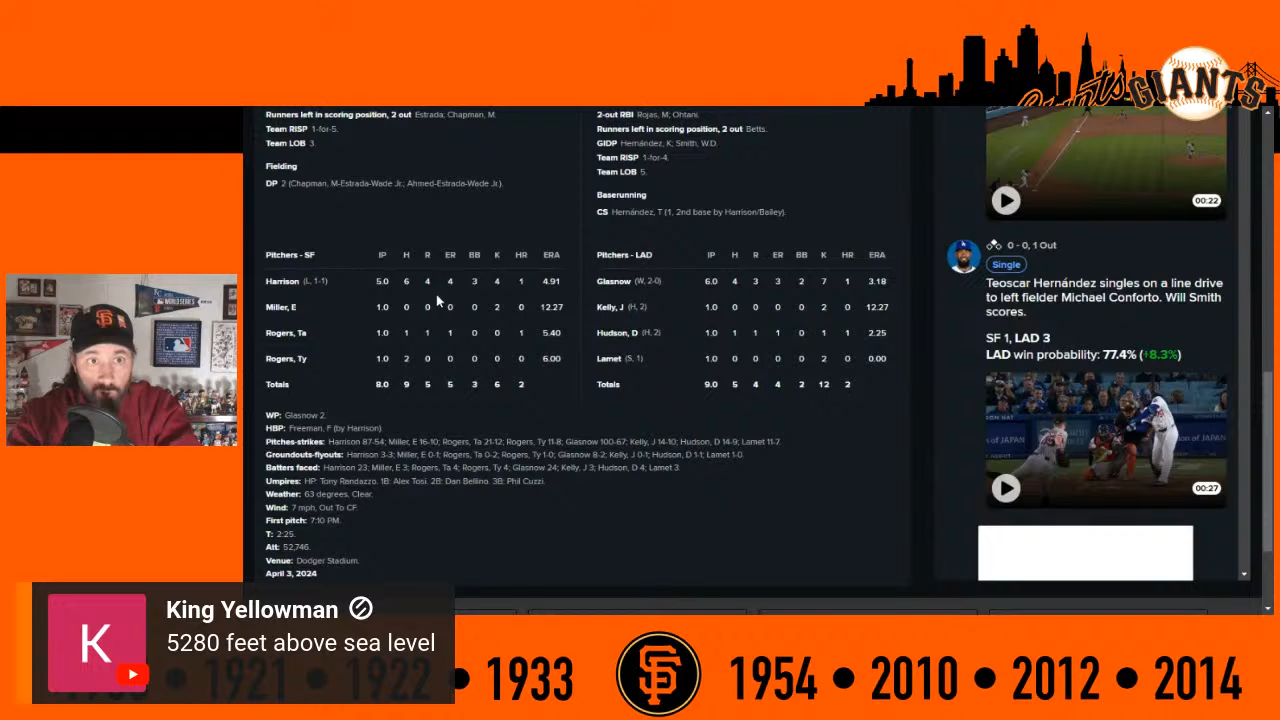 GIANTS
Runners left in scoring position, 2 out Estrada; Chapman, M.
Team RISP 1-for-5.
Team LOB 3.
Fielding
DP 2 (Chapman, M-Estrada-Wade Jr.; Ahmed-Estrada-Wade Jr.).
2-out RBI Rojas, M; Ohtani.
Runners left in scoring position, 2 out Betts.
GIDP Hernández, K; Smith, W.D.
Team RISP 1-for-4.
Team LOB 5.
Baserunning
CS Hernández, T (1, 2nd base by Harrison/Bailey).
Pitchers - SF IP H R ER BB K HR ERA
Harrison (L, 1-1) 5.0 6 4 4 3 4 1 4.91
Miller, E 1.0 0 0 0 0 2 0 12.27
Rogers, Ta 1.0 1 1 1 0 0 1 5.40
Rogers, Ty 1.0 2 0 0 0 0 0 6.00
Totals 8.0 9 5 5 3 6 2
Pitchers - LAD IP H R ER BB K HR ERA
Glasnow (W, 2-0) 6.0 4 3 3 2 7 1 3.18
Kelly, J (H, 2) 1.0 0 0 0 0 2 0 12.27
Hudson, D (H, 2) 1.0 1 1 1 0 1 1 2.25
Lamet (S, 1) 1.0 0 0 0 0 2 0 0.00
Totals 9.0 5 4 4 2 12 2
WP: Glasnow 2.
HBP: Freeman, F (by Harrison).
Pitches-strikes: Harrison 87-54; Miller, E 16-10; Rogers, Ta 21-12; Rogers, Ty 11-8; Glasnow 100-67; Kelly, J 14-10; Hudson, D 14-9; Lamet 11-7.
Groundouts-flyouts: Harrison 3-3; Miller, E 0-1; Rogers, Ta 0-2; Rogers, Ty 1-0; Glasnow 8-2; Kelly, J 0-1; Hudson, D 1-1; Lamet 1-0.
Batters faced: Harrison 23; Miller, E 3; Rogers, Ta 4; Rogers, Ty 4; Glasnow 24; Kelly, J 3; Hudson, D 4; Lamet 3.
Umpires: HP: Tony Randazzo. 1B: Alex Tosi. 2B: Dan Bellino. 3B: Phil Cuzzi.
Weather: 63 degrees, Clear.
Wind: 7 mph, Out To CF.
First pitch: 7:10 PM.
T: 2:25.
Att: 52,746.
Venue: Dodger Stadium.
April 3, 2024
00:22
0 - 0, 1 Out
Single
Teoscar Hernández singles on a line drive
to left fielder Michael Conforto. Will Smith
scores.
SF 1, LAD 3
LAD win probability: 77.4% (+8.3%)
of JAPAN
00:27
WORLD SERIES
SF
K
King Yellowman
5280 feet above sea level
1921 • 1922 • 1933
SF
1954 • 2010 • 2012 • 2014